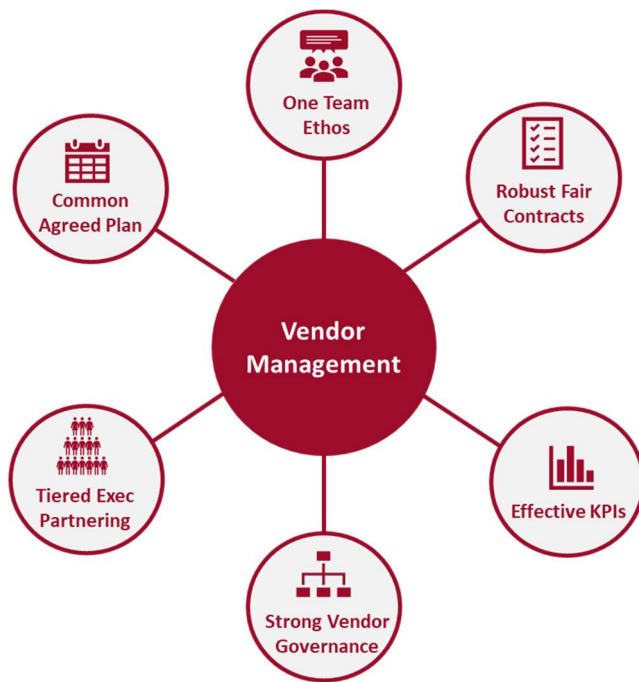 One Team
Ethos
Common
Agreed Plan
Robust Fair
Contracts
Vendor
Management
Tiered Exec
Partnering
Effective KPIs
Strong Vendor
Governance